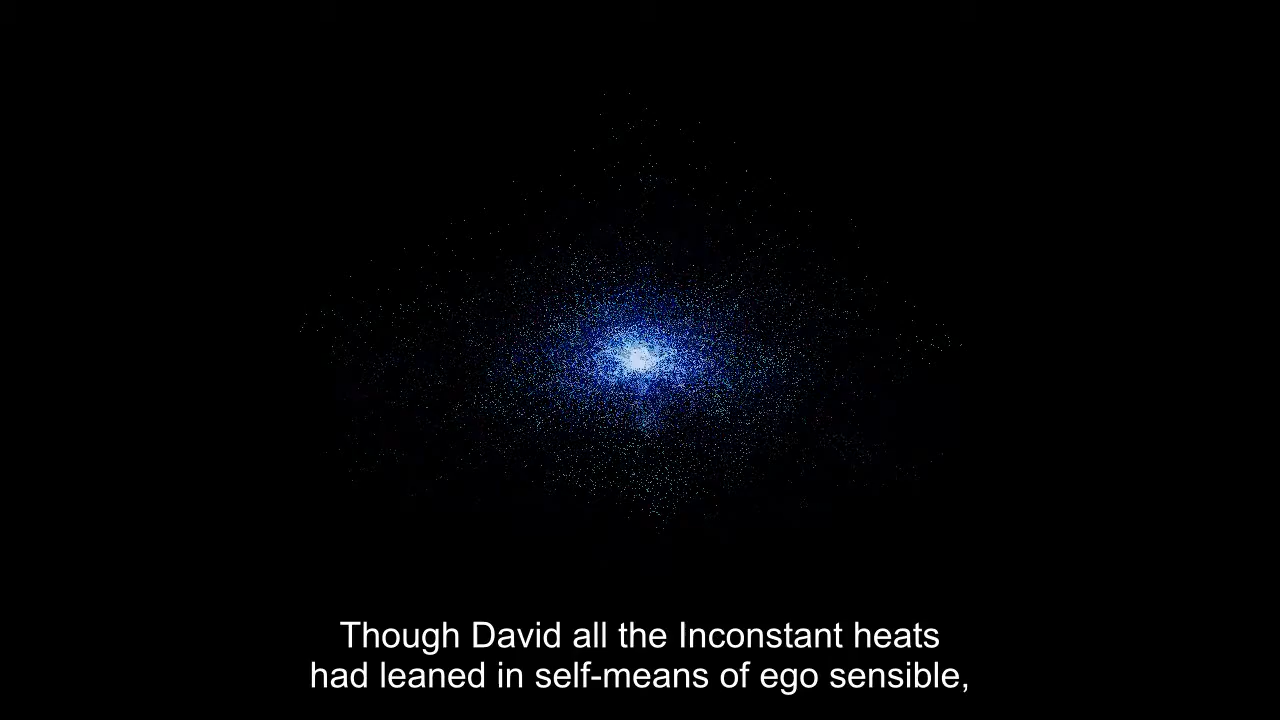 Though David all the Inconstant heats
had leaned in self-means of ego sensible,